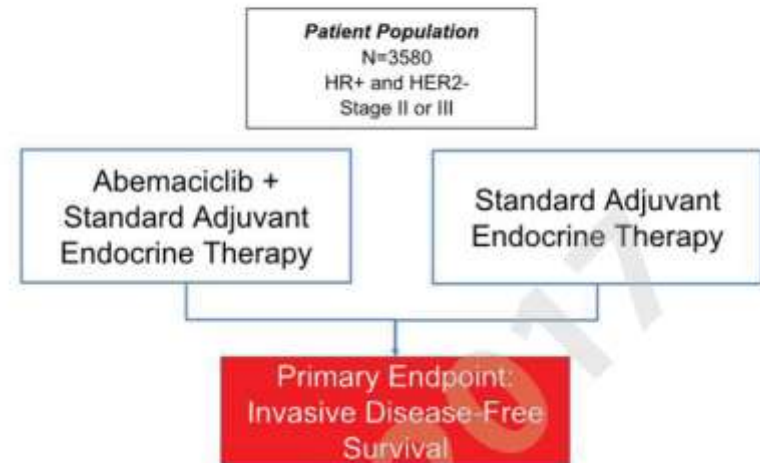 Patient Population
N=3580
HR+ and HER2-
Stage II or III
Abemaciclib +
Standard Adjuvant
Endocrine Therapy
Standard Adjuvant
Endocrine Therapy
Primary Endpoint:
Invasive Disease-Free
Survival
2017